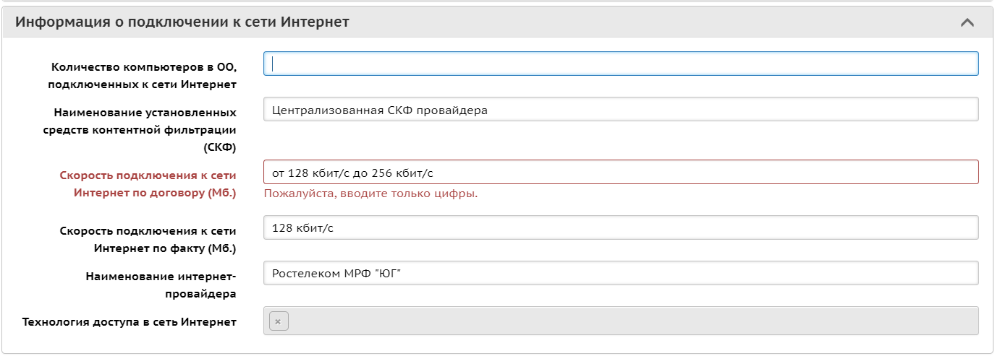 Информация о подключении к сети Интернет
Количество компьютеров в ОО,
подключенных к сети Интернет
Наименование установленных
средств контентной фильтрации
(СКФ)
Централизованная СКФ провайдера
Скорость подключения к сети
Интернет по договору (Мб.)
от 128 кбит/с до 256 кбит/с
Пожалуйста, вводите только цифры.
Скорость подключения к сети
Интернет по факту (Мб.)
128 кбит/с
Наименование интернет-
провайдера
Ростелеком МРФ "ЮГ"
Технология доступа в сеть Интернет
×